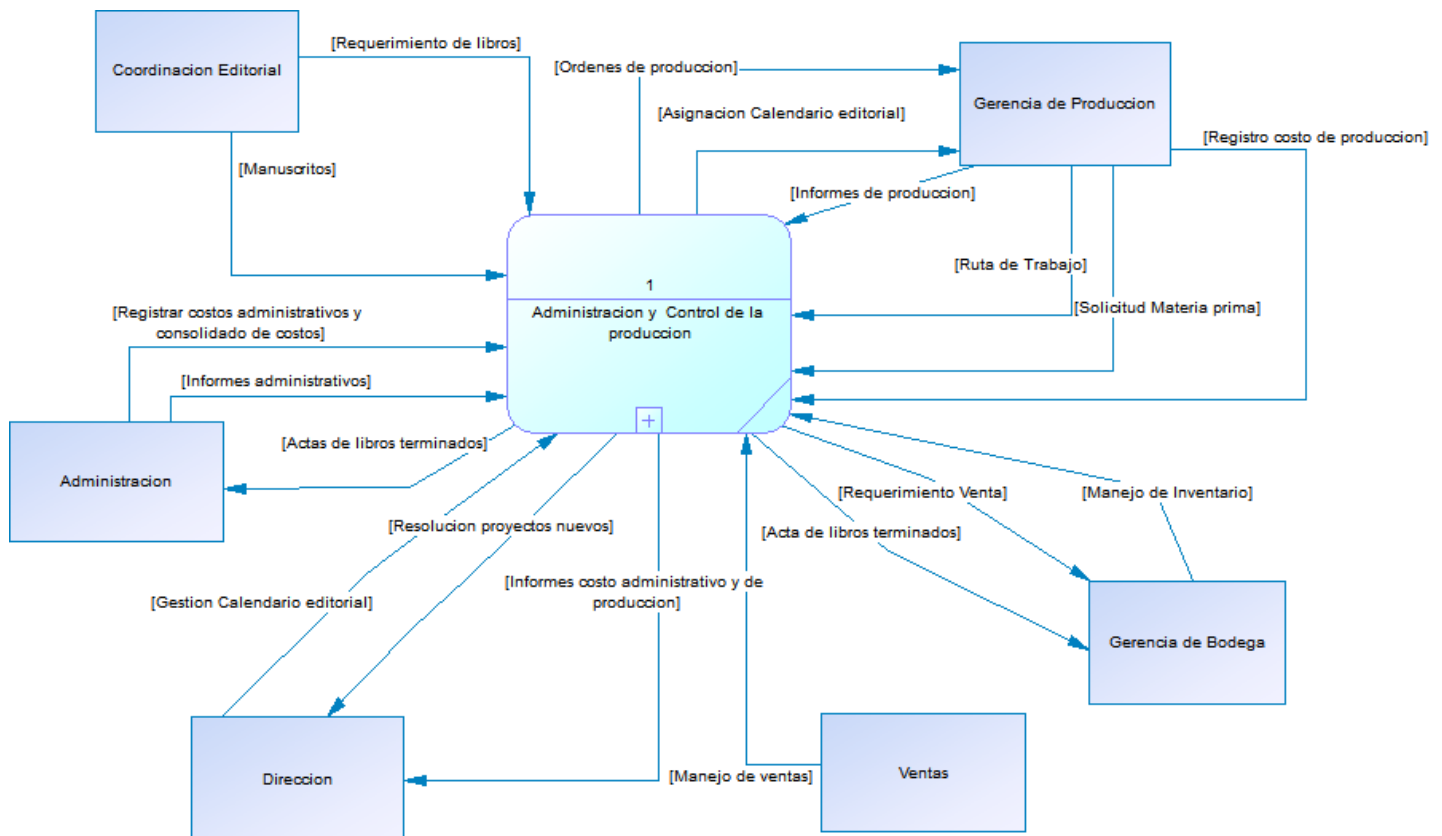 [Requerimiento de libros]
Coordinacion Editorial
[Ordenes de produccion]
Gerencia de Produccion
[Asignacion Calendario editorial]
[Registro costo de produccion]
[Manuscritos]
[Informes de produccion]
[Ruta de Trabajo]
1
[Solicitud Materia prima]
Administracion y  Control de la
produccion
[Registrar costos administrativos y
consolidado de costos]
[Informes administrativos]
[Actas de libros terminados]
Administracion
[Requerimiento Venta]
[Manejo de Inventario]
[Resolucion proyectos nuevos]
[Acta de libros terminados]
[Informes costo administrativo y de
produccion]
[Gestion Calendario editorial]
Gerencia de Bodega
Direccion
[Manejo de ventas]
Ventas